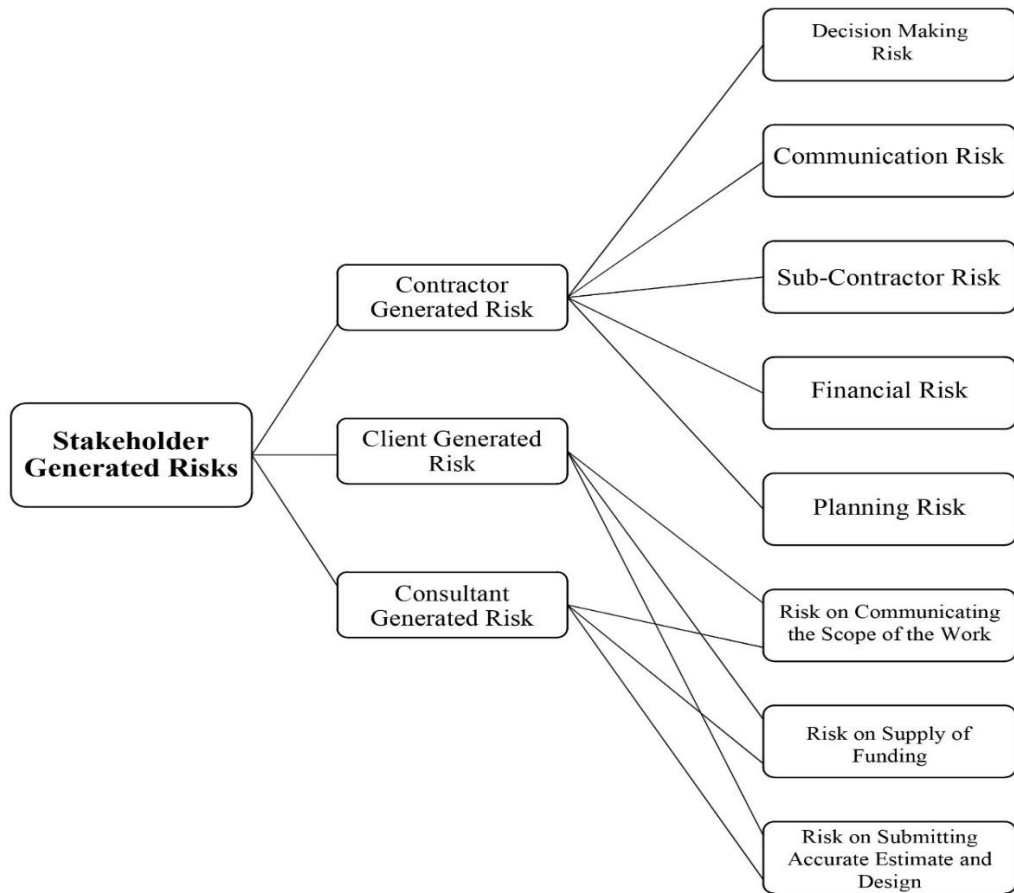 Stakeholder
Generated Risks
Contractor
Generated Risk
Client Generated
Risk
Consultant
Generated Risk
Decision Making
Risk
Communication Risk
Sub-Contractor Risk
Financial Risk
Planning Risk
Risk on Communicating
the Scope of the Work
Risk on Supply of
Funding
Risk on Submitting
Accurate Estimate and
Design